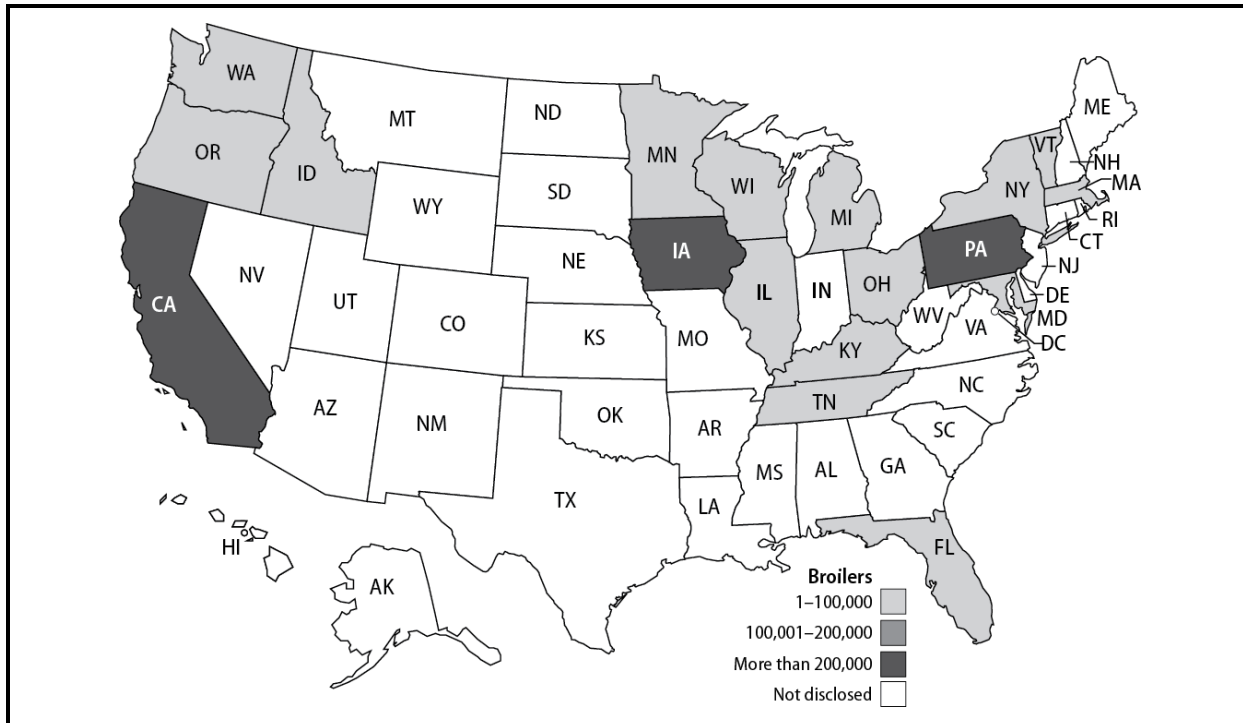 WA
MT
ND
MN
ME
OR
ID
SD
WI
VT
NH
MA
NY
MI
WY
RI
CT
IA
PA
NE
NV
NJ
UT
IL
IN
OH
DE
CA
CO
WV
MD
KS
MO
VA
DC
KY
NC
TN
AZ
NM
OK
AR
SC
MS
AL
GA
TX
LA
HI
FL
AK
Broilers
1–100,000
100,001–200,000
More than 200,000
Not disclosed